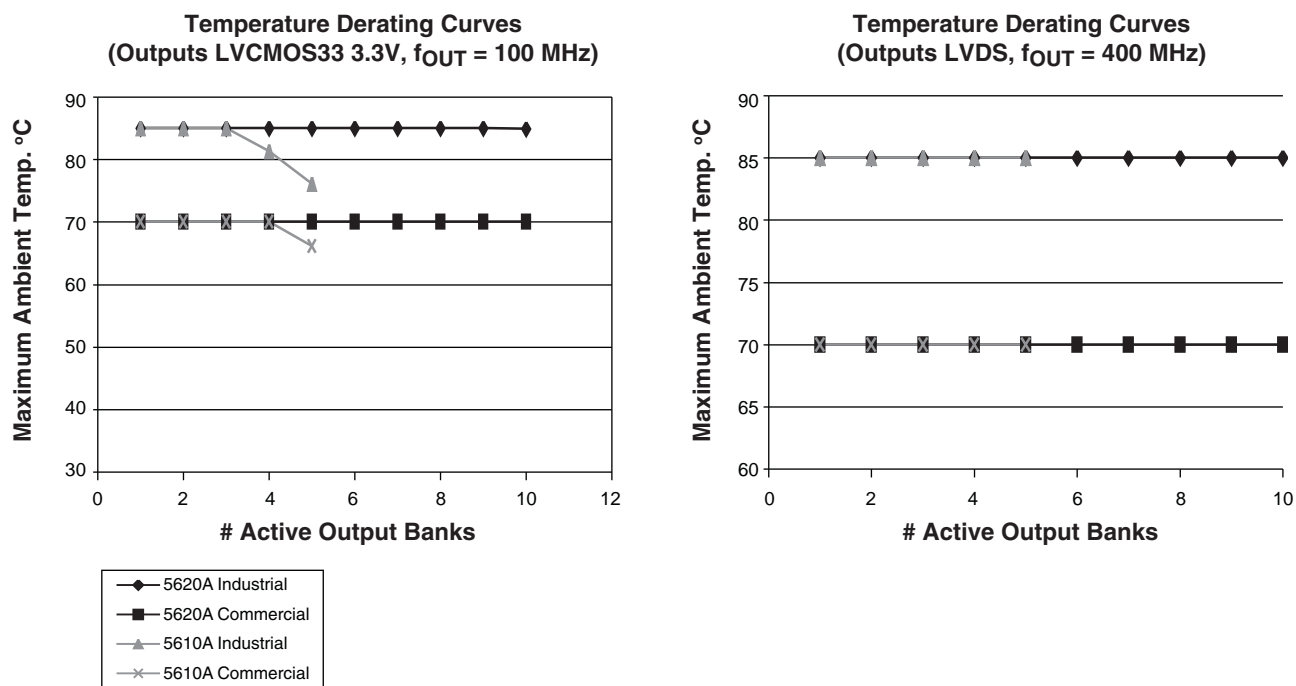 Temperature Derating Curves
(Outputs LVCMOS33 3.3V, fOUT = 100 MHz)
Maximum Ambient Temp. °C
90
80
70
60
50
40
30
0
2
4
6
8
10
12
# Active Output Banks
5620A Industrial
5620A Commercial
5610A Industrial
5610A Commercial
Temperature Derating Curves
(Outputs LVDS, fOUT = 400 MHz)
Maximum Ambient Temp. °C
90
85
80
75
70
65
60
0
2
4
6
8
10
# Active Output Banks